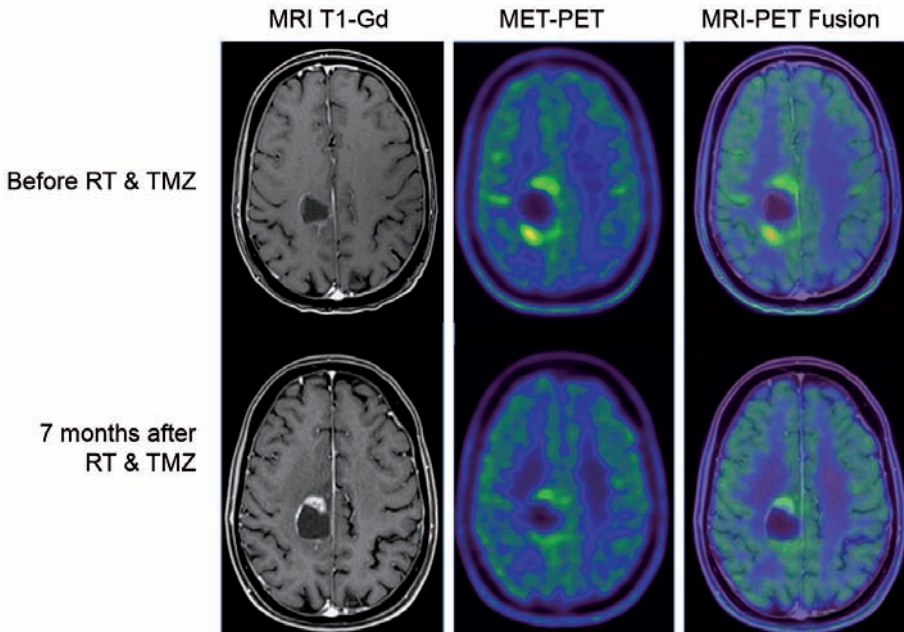 MRI T1-Gd
MET-PET
MRI-PET Fusion
Before RT & TMZ
7 months after
RT & TMZ